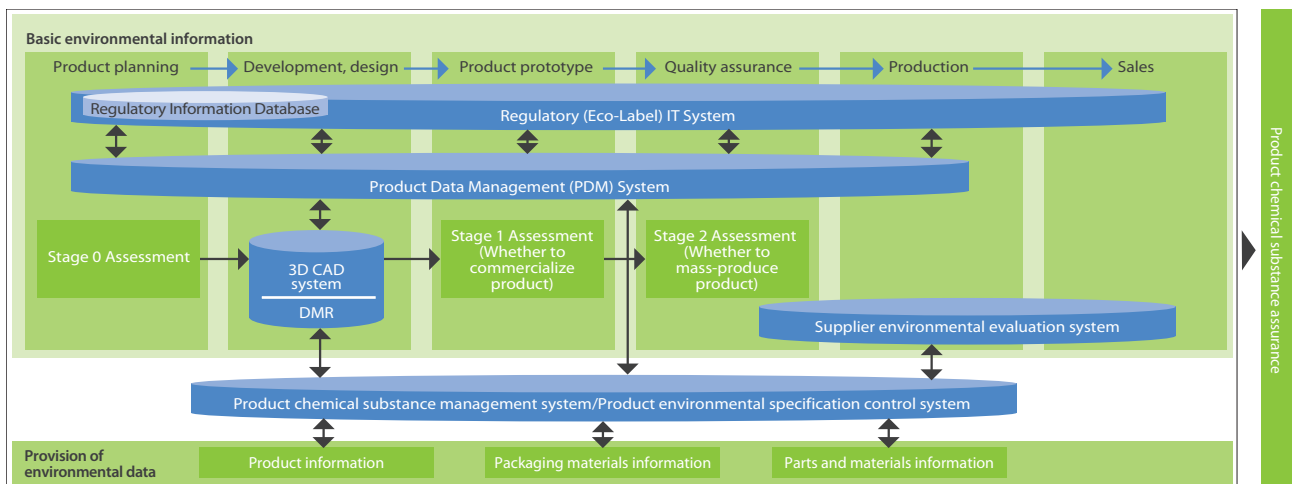 Basic environmental information
Product planning
Development, design
Product prototype
Quality assurance
Production
Sales
Regulatory Information Database
Regulatory (Eco-Label) IT System
Product Data Management (PDM) System
Stage 0 Assessment
3D CAD
system
DMR
Stage 1 Assessment
(Whether to
commercialize
product)
Stage 2 Assessment
(Whether to
mass-produce
product)
Supplier environmental evaluation system
Product chemical substance management system/Product environmental specification control system
Provision of
environmental data
Product information
Packaging materials information
Parts and materials information
Product chemical substance assurance